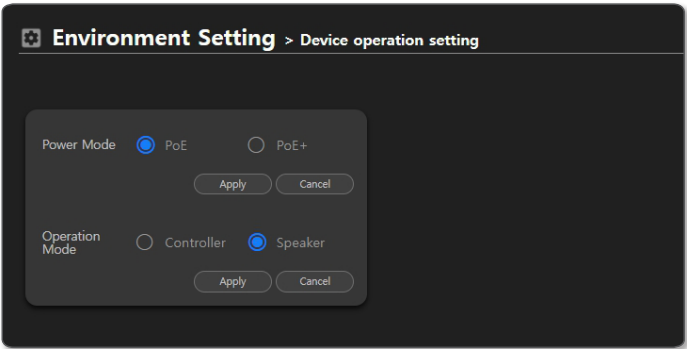 Environment Setting > Device operation setting
Power Mode PoE PoE+
Apply Cancel
Operation
Mode Controller Speaker
Apply Cancel